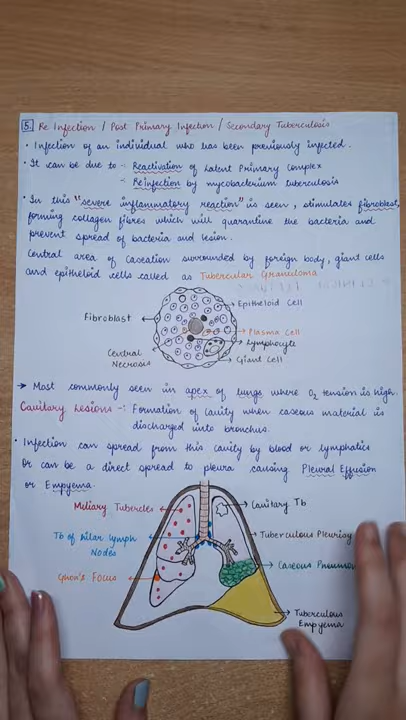 5. Re Infection / Post Primary Infection / Secondary Tuberculosis
• Infection of an individual who has been previously infected.
• It can be due to - Reactivation of Latent Primary Complex
- Reinfection by mycobacterium tuberculosis
• In this "severe inflammatory reaction" is seen, stimulates fibroblast,
forming collagen fibres which will quarantine the bacteria and
prevent spread of bacteria and lesion.
Central area of Caseation surrounded by foreign body, giant cells
and epitheloid cells called as Tubercular Granuloma
Epitheloid Cell
Fibroblast
Plasma Cell
Lymphocyte
Central
Necrosis
Giant Cell
→ Most commonly seen in apex of lungs where O2 tension is high.
Cavitary Lesions -: Formation of cavity when caseous material is
discharged into bronchus.
• Infection can spread from this cavity by blood or lymphatics
Or can be a direct spread to pleura causing Pleural Effusion
or Empyema.
Miliary Tubercles
Cavitary Tb
Tb of hilar lymph
Nodes
Tuberculous Pleurisy
Caseous
Ghon's Focus
Tuberculous
Empyema